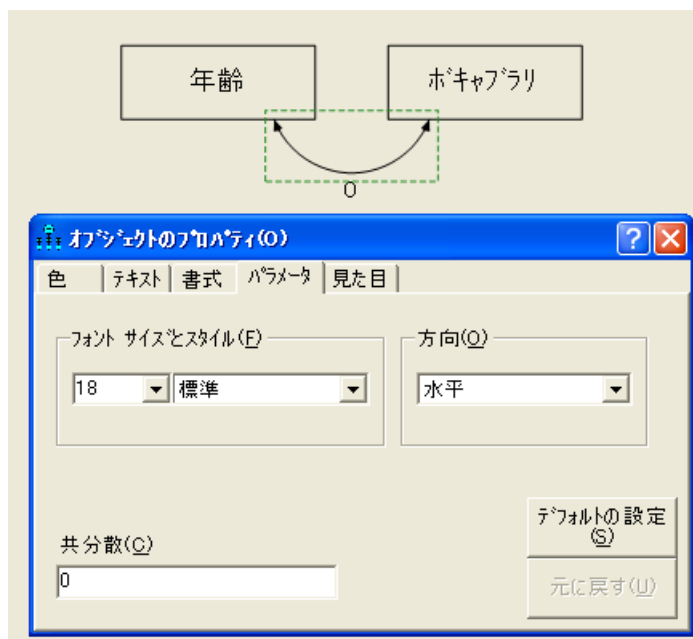 年齢
ボキャブラリ
0
オブジェクトのプロパティ(O)
色
テキスト
書式
パラメータ
見た目
フォント サイズとスタイル(F)
方向(O)
18
標準
水平
共分散(C)
0
デフォルトの設定
(S)
元に戻す(U)